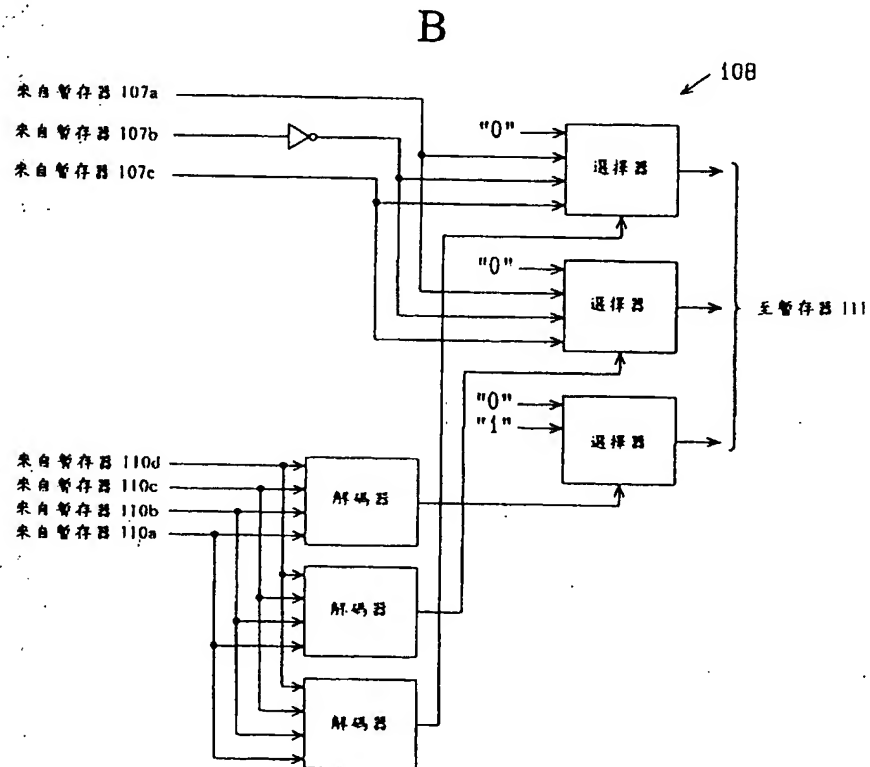 B
108
來自暫存器 107a
來自暫存器 107b
來自暫存器 107c
"0"
選擇器
"0"
選擇器
至暫存器 111
"0"
"1"
選擇器
來自暫存器 110d
來自暫存器 110c
來自暫存器 110b
來自暫存器 110a
解碼器
解碼器
解碼器